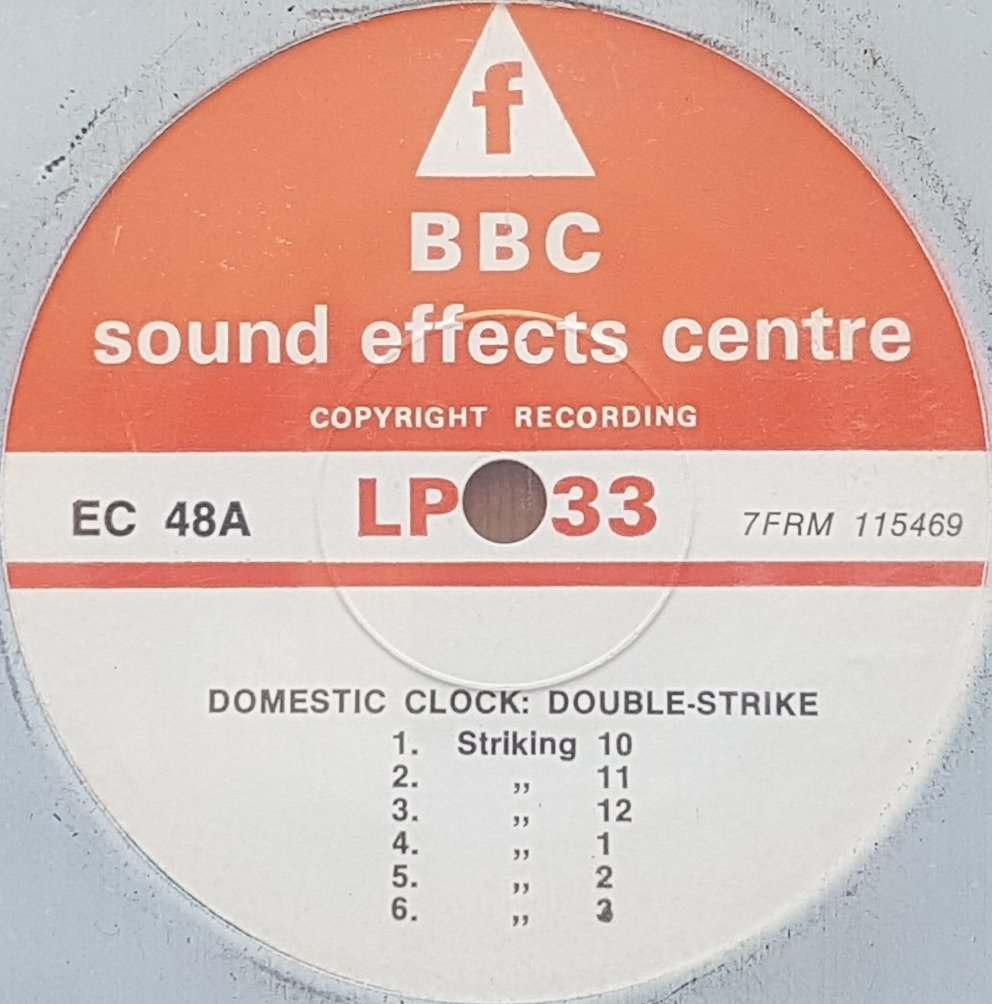 f
BBC
sound effects centre
COPYRIGHT RECORDING
EC 48A LP 33 7FRM 115469
DOMESTIC CLOCK: DOUBLE-STRIKE
1. Striking 10
2. ,, 11
3. ,, 12
4. ,, 1
5. ,, 2
6. ,, 3